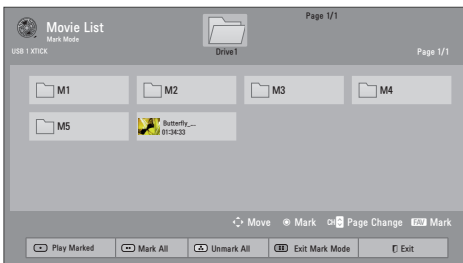 Page 1/1
Movie List
Mark Mode
USB 1 XTICK
Drive1
Page 1/1
M1
M2
M3
M4
M5
Butterfly_...
01:34:33
Move
Mark
CH
Page Change
FAV
Mark
Play Marked
Mark All
Unmark All
Exit Mark Mode
Exit